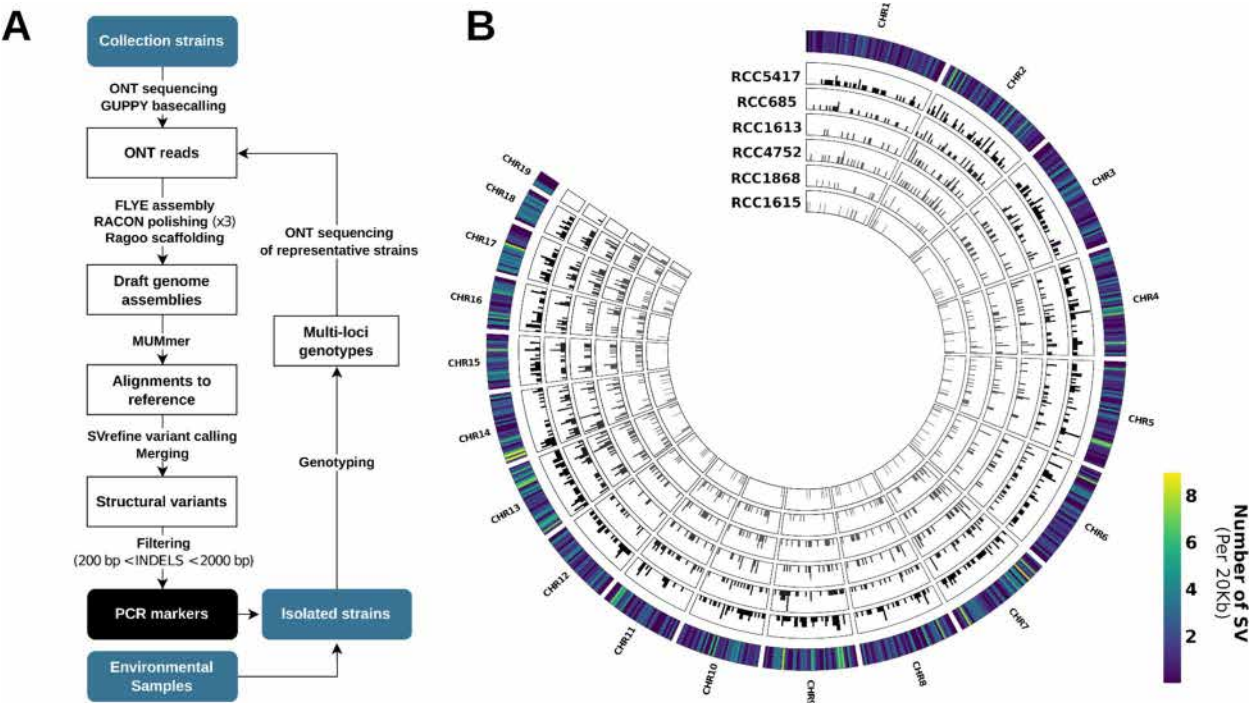 A
Collection strains
ONT sequencing
GUPPY basecalling
ONT reads
FLYE assembly
RACON polishing (x3)
Ragoo scaffolding
Draft genome
assemblies
MUMmer
Alignments to
reference
SVrefine variant calling
Merging
Structural variants
Filtering
(200 bp <INDELS <2000 bp)
PCR markers
Environmental
Samples
Isolated strains
Genotyping
Multi-loci
genotypes
ONT sequencing
of representative strains
B
RCC5417
RCC685
RCC1613
RCC4752
RCC1868
RCC1615
CHR1
CHR2
CHR3
CHR4
CHR5
CHR6
CHR7
CHR8
CHR9
CHR10
CHR11
CHR12
CHR13
CHR14
CHR15
CHR16
CHR17
CHR18
CHR19
8
6
4
2
Number of SV
(Per 20Kb)